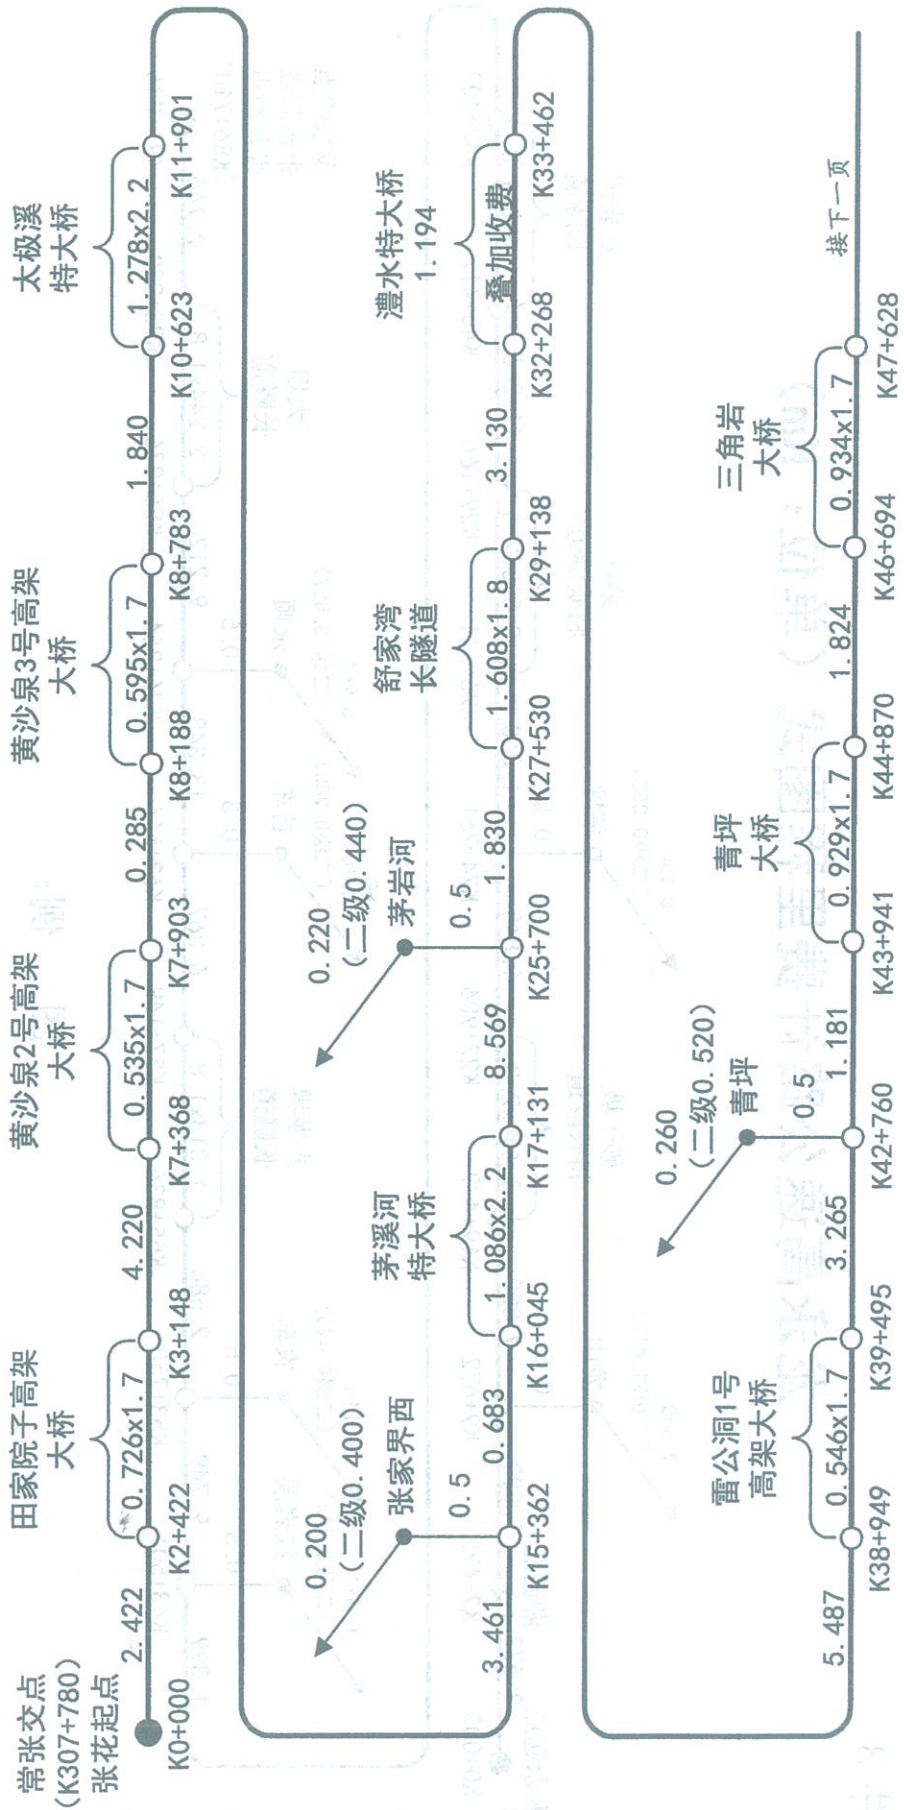 常张交点
(K307+780)
张花起点
K0+000
2.422
田家院子高架
大桥
0.726x1.7
K2+422
K3+148
4.220
黄沙泉2号高架
大桥
0.535x1.7
K7+368
K7+903
0.285
黄沙泉3号高架
大桥
0.595x1.7
K8+188
K8+783
1.840
太极溪
特大桥
1.278x2.2
K10+623
K11+901
3.461
0.200
(二级0.400)
张家界西
0.5
K15+362
0.683
茅溪河
特大桥
1.086x2.2
K16+045
K17+131
8.569
0.220
(二级0.440)
茅岩河
0.5
K25+700
1.830
舒家湾
长隧道
1.608x1.8
K27+530
K29+138
3.130
澧水特大桥
1.194
叠加收费
K32+268
K33+462
5.487
雷公洞1号
高架大桥
0.546x1.7
K38+949
K39+495
3.265
0.260
(二级0.520)
青坪
0.5
K42+760
1.181
青坪
大桥
0.929x1.7
K43+941
K44+870
1.824
三角岩
大桥
0.934x1.7
K46+694
K47+628
接下一页